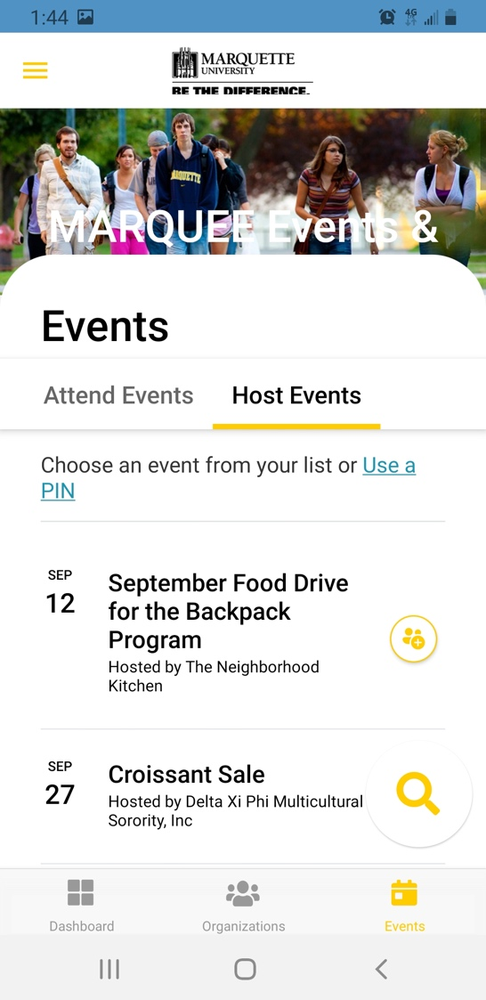 1:44
4G
MARQUETTE
UNIVERSITY
BE THE DIFFERENCE.
MARQUETTE
MARQUEE Events &
Events
Attend Events
Host Events
Choose an event from your list or Use a
PIN
SEP
12
September Food Drive
for the Backpack
Program
Hosted by The Neighborhood
Kitchen
SEP
27
Croissant Sale
Hosted by Delta Xi Phi Multicultural
Sorority, Inc
Dashboard
Organizations
Events